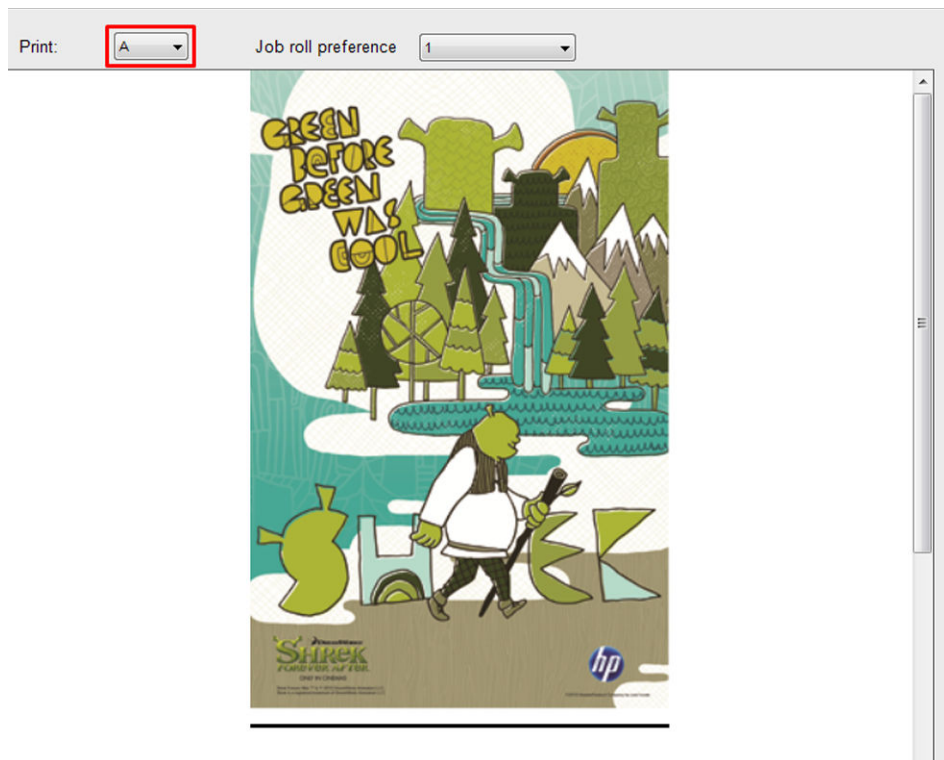 Print: A Job roll preference 1
GREEN
BEFORE
GREEN
WAS
COOL
SHREK
DREAMWORKS
SHREK
FOREVER AFTER
ONLY IN CINEMAS
hp